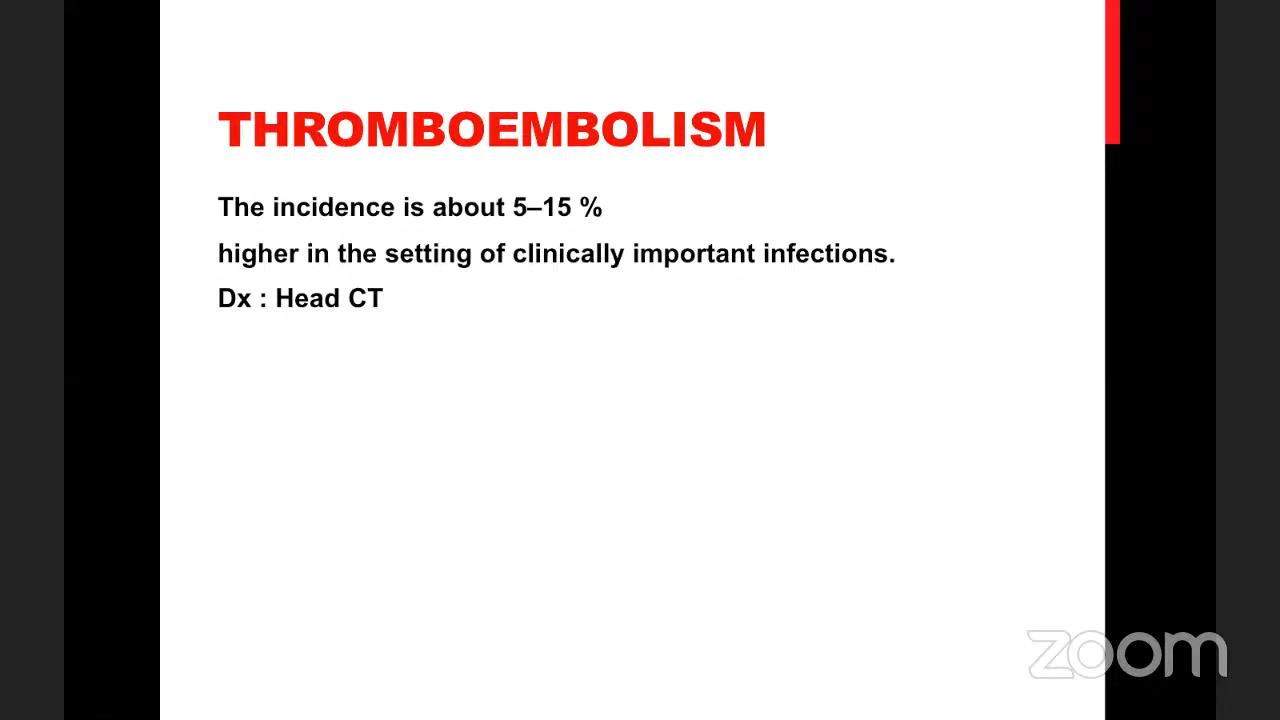 THROMBOEMBOLISM
The incidence is about 5–15 %
higher in the setting of clinically important infections.
Dx : Head CT
zoom